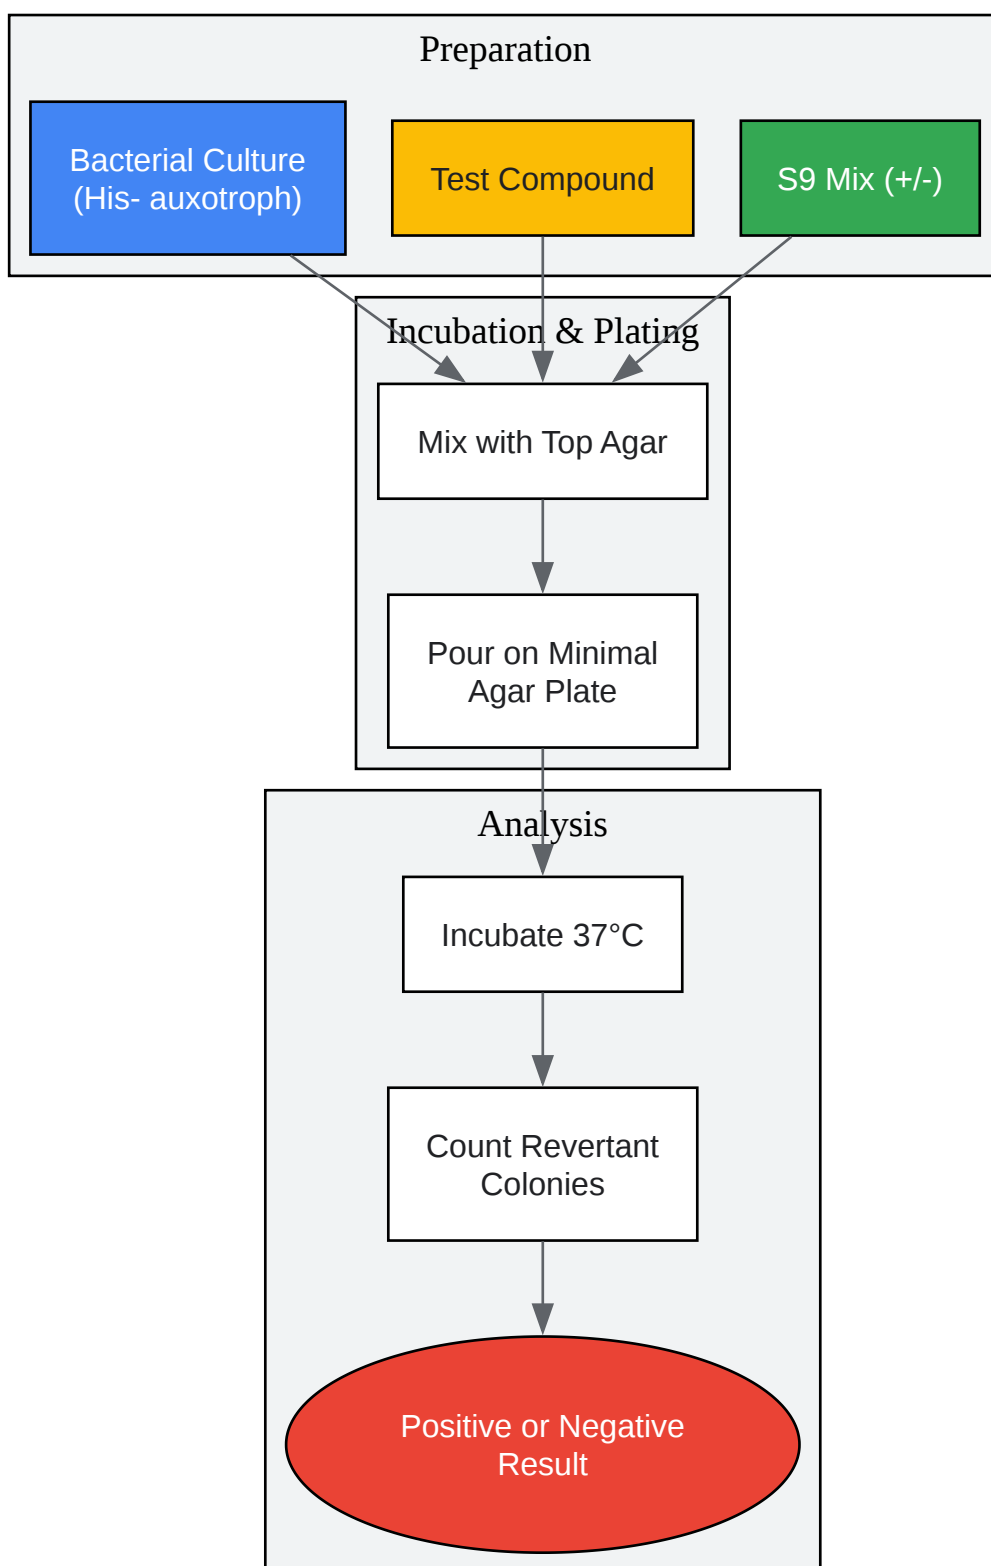 Preparation
Bacterial Culture
(His- auxotroph)
Test Compound
S9 Mix (+/-)
Incubation & Plating
Mix with Top Agar
Pour on Minimal
Agar Plate
Analysis
Incubate 37°C
Count Revertant
Colonies
Positive or Negative
Result